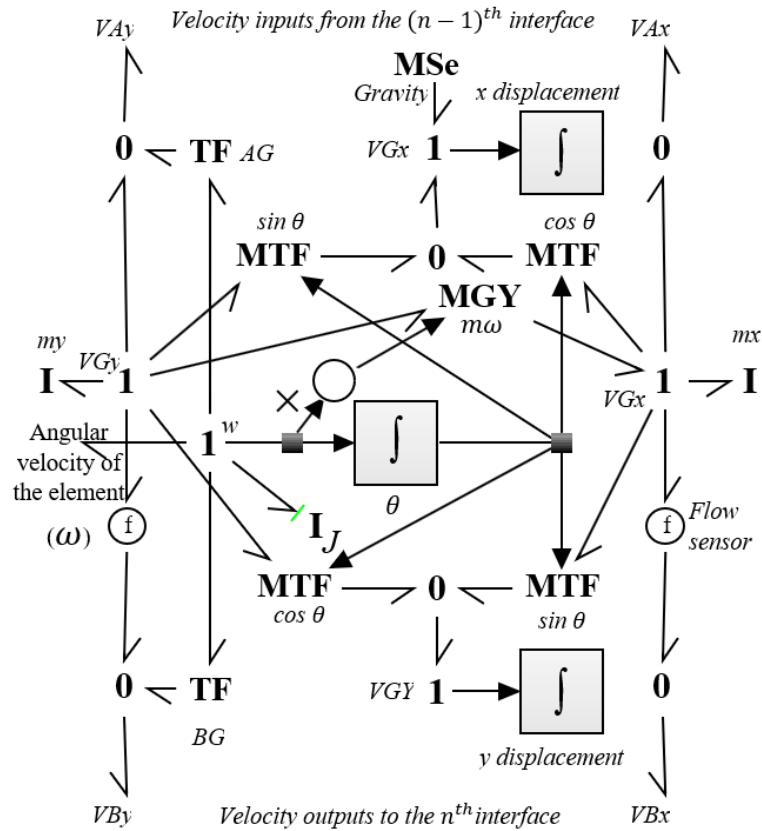 VAy
Velocity inputs from the (n − 1)^th interface
VAx
MSe
Gravity
x displacement
0
TF
AG
VGx
1
∫
0
sin θ
cos θ
MTF
0
MTF
MGY
mω
my
mx
I
VGy
1
×
VGx
1
I
w
Angular
1
∫
velocity of
θ
the element
(ω)
f
I_J
f
Flow
sensor
MTF
0
MTF
cos θ
sin θ
0
TF
VGY
1
∫
0
BG
y displacement
VBy
Velocity outputs to the n^th interface
VBx